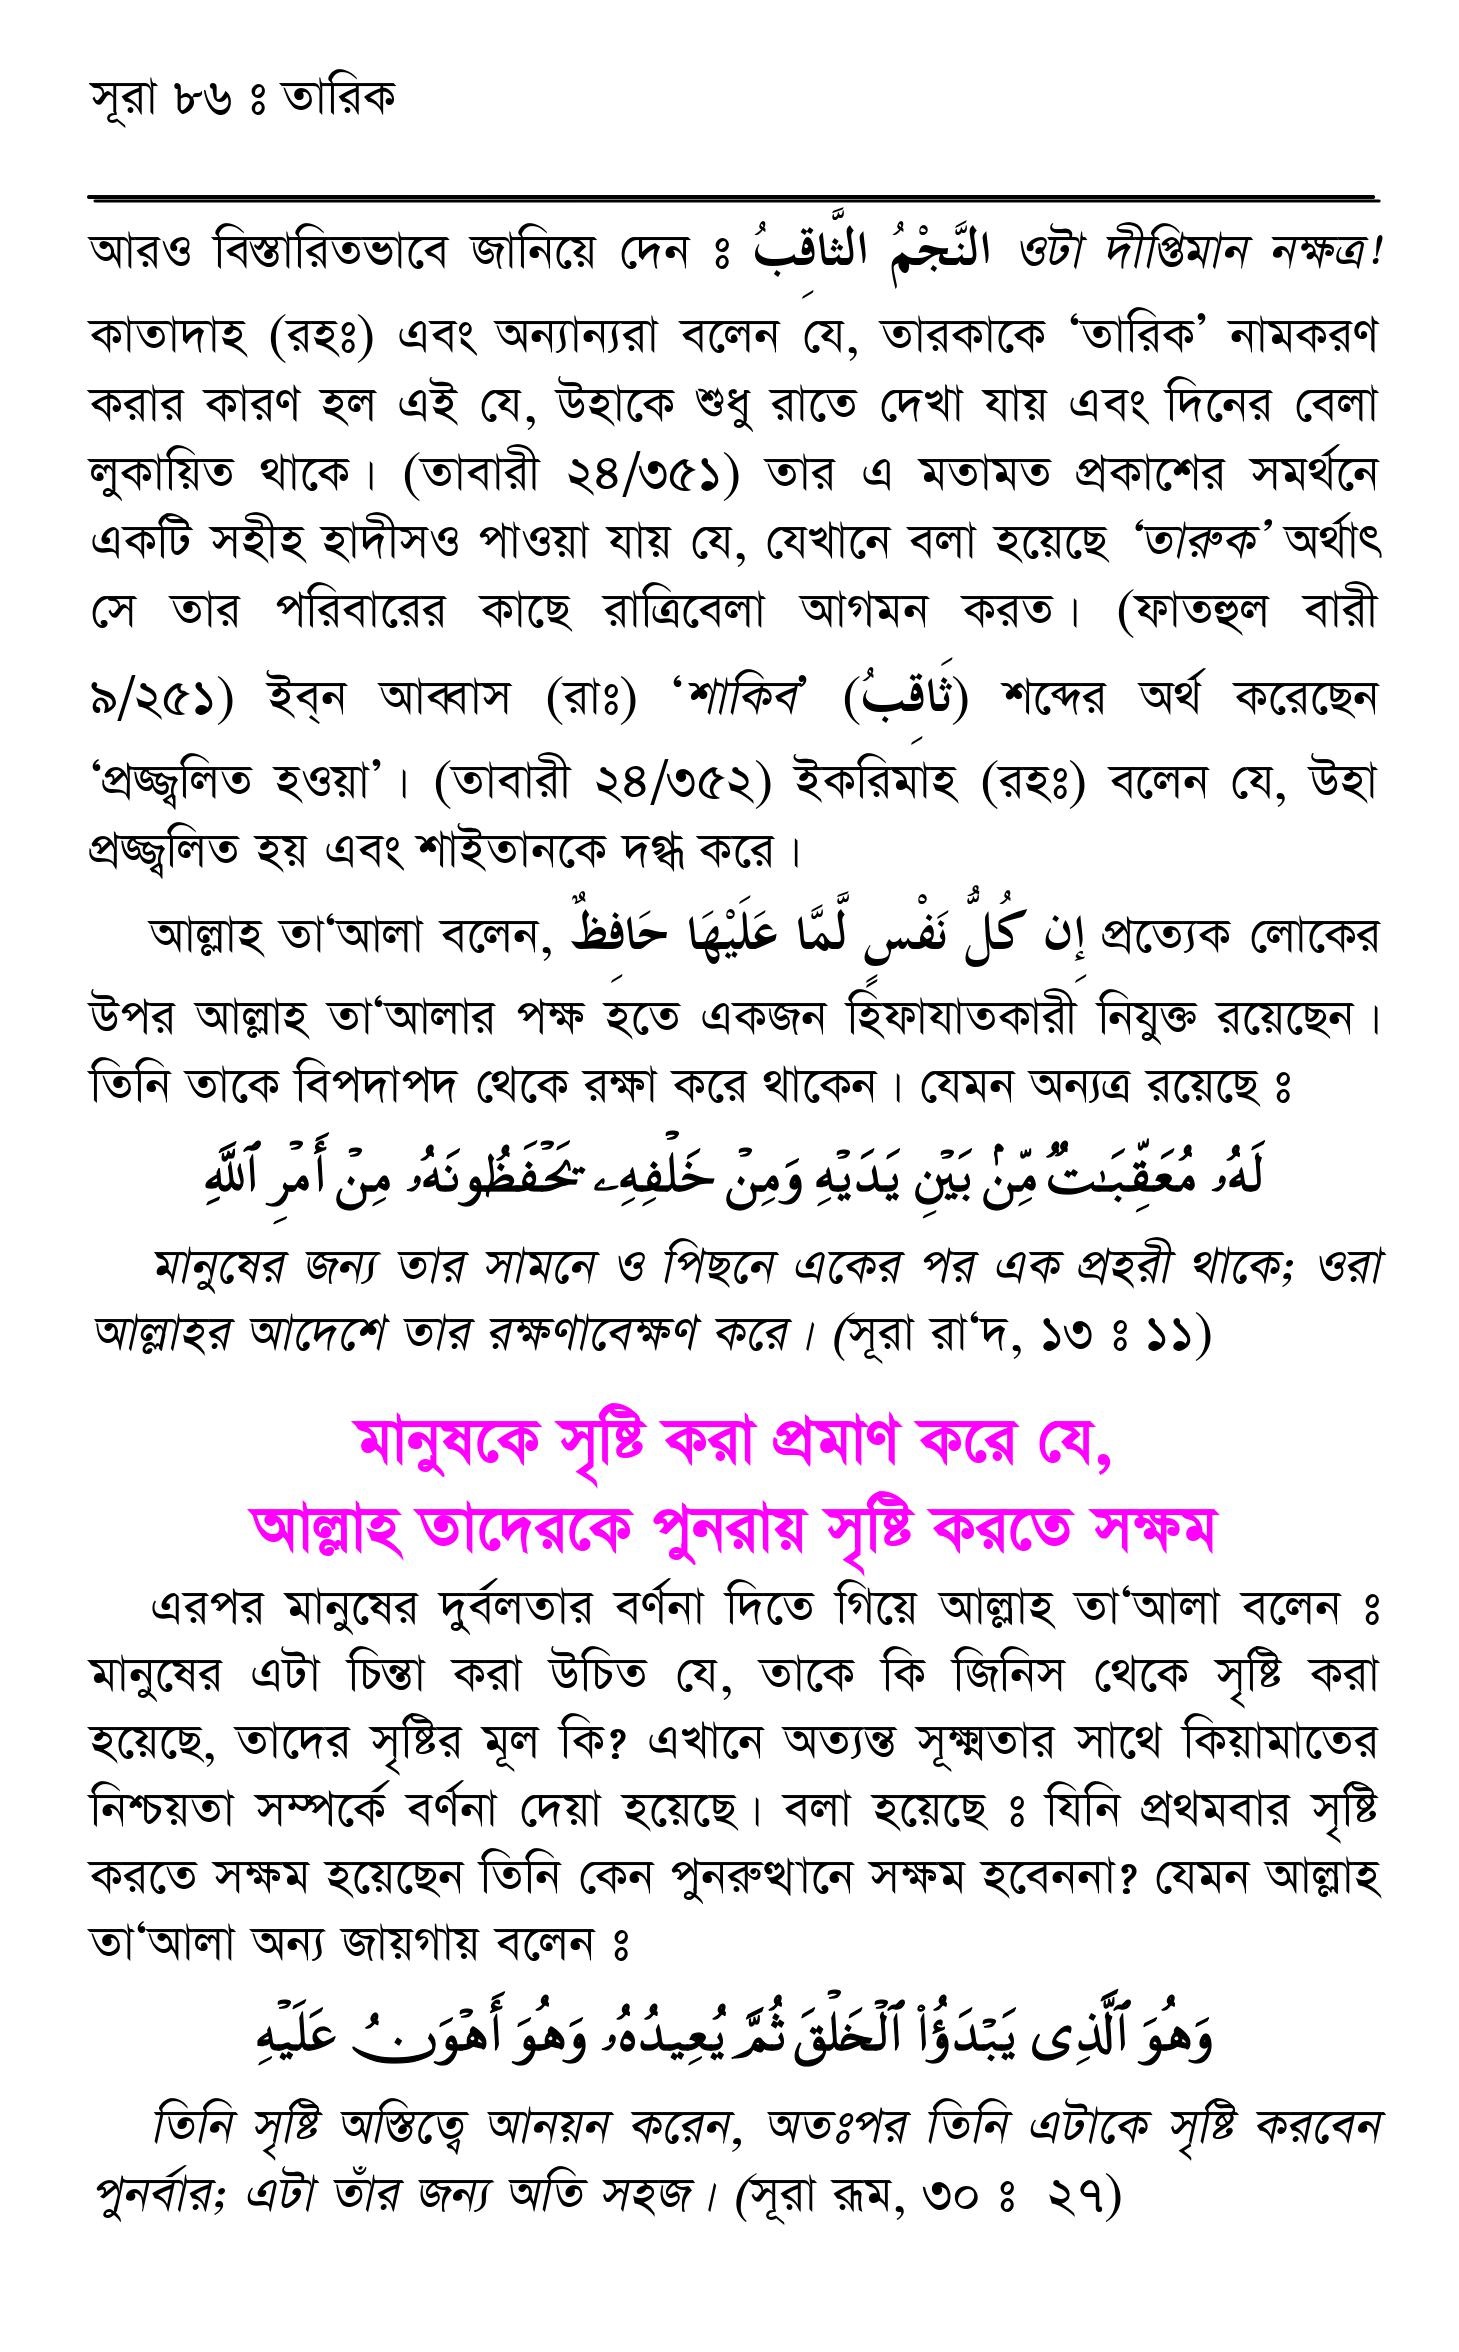 সূরা ৮৬ ঃ তারিক
আরও বিস্তারিতভাবে জানিয়ে দেন ঃ النَّجْمُ الثَّاقِبُ ওটা দীপ্তিমান নক্ষত্র!
কাতাদাহ (রহঃ) এবং অন্যান্যরা বলেন যে, তারকাকে ‘তারিক’ নামকরণ
করার কারণ হল এই যে, উহাকে শুধু রাতে দেখা যায় এবং দিনের বেলা
লুকায়িত থাকে। (তাবারী ২৪/৩৫১) তার এ মতামত প্রকাশের সমর্থনে
একটি সহীহ হাদীসও পাওয়া যায় যে, যেখানে বলা হয়েছে ‘তারুক’ অর্থাৎ
সে তার পরিবারের কাছে রাত্রিবেলা আগমন করত। (ফাতহুল বারী
৯/২৫১) ইব্‌ন আব্বাস (রাঃ) ‘শাকিব’ (ثَاقِبُ) শব্দের অর্থ করেছেন
‘প্রজ্জ্বলিত হওয়া’। (তাবারী ২৪/৩৫২) ইকরিমাহ (রহঃ) বলেন যে, উহা
প্রজ্জ্বলিত হয় এবং শাইতানকে দগ্ধ করে।
আল্লাহ তা‘আলা বলেন, إِن كُلُّ نَفْسٍ لَّمَّا عَلَيْهَا حَافِظٌ প্রত্যেক লোকের
উপর আল্লাহ তা‘আলার পক্ষ হতে একজন হিফাযাতকারী নিযুক্ত রয়েছেন।
তিনি তাকে বিপদাপদ থেকে রক্ষা করে থাকেন। যেমন অন্যত্র রয়েছে ঃ
لَهُۥ مُعَقِّبَـٰتٌ مِّنۢ بَيْنِ يَدَيْهِ وَمِنْ خَلْفِهِۦ يَحْفَظُونَهُۥ مِنْ أَمْرِ ٱللَّهِ
মানুষের জন্য তার সামনে ও পিছনে একের পর এক প্রহরী থাকে; ওরা
আল্লাহর আদেশে তার রক্ষণাবেক্ষণ করে। (সূরা রা‘দ, ১৩ ঃ ১১)
মানুষকে সৃষ্টি করা প্রমাণ করে যে,
আল্লাহ তাদেরকে পুনরায় সৃষ্টি করতে সক্ষম
এরপর মানুষের দুর্বলতার বর্ণনা দিতে গিয়ে আল্লাহ তা‘আলা বলেন ঃ
মানুষের এটা চিন্তা করা উচিত যে, তাকে কি জিনিস থেকে সৃষ্টি করা
হয়েছে, তাদের সৃষ্টির মূল কি? এখানে অত্যন্ত সূক্ষ্মতার সাথে কিয়ামাতের
নিশ্চয়তা সম্পর্কে বর্ণনা দেয়া হয়েছে। বলা হয়েছে ঃ যিনি প্রথমবার সৃষ্টি
করতে সক্ষম হয়েছেন তিনি কেন পুনরুত্থানে সক্ষম হবেননা? যেমন আল্লাহ
তা‘আলা অন্য জায়গায় বলেন ঃ
وَهُوَ ٱلَّذِى يَبْدَؤُا۟ ٱلْخَلْقَ ثُمَّ يُعِيدُهُۥ وَهُوَ أَهْوَنُ عَلَيْهِ
তিনি সৃষ্টি অস্তিত্বে আনয়ন করেন, অতঃপর তিনি এটাকে সৃষ্টি করবেন
পুনর্বার; এটা তাঁর জন্য অতি সহজ। (সূরা রূম, ৩০ ঃ ২৭)